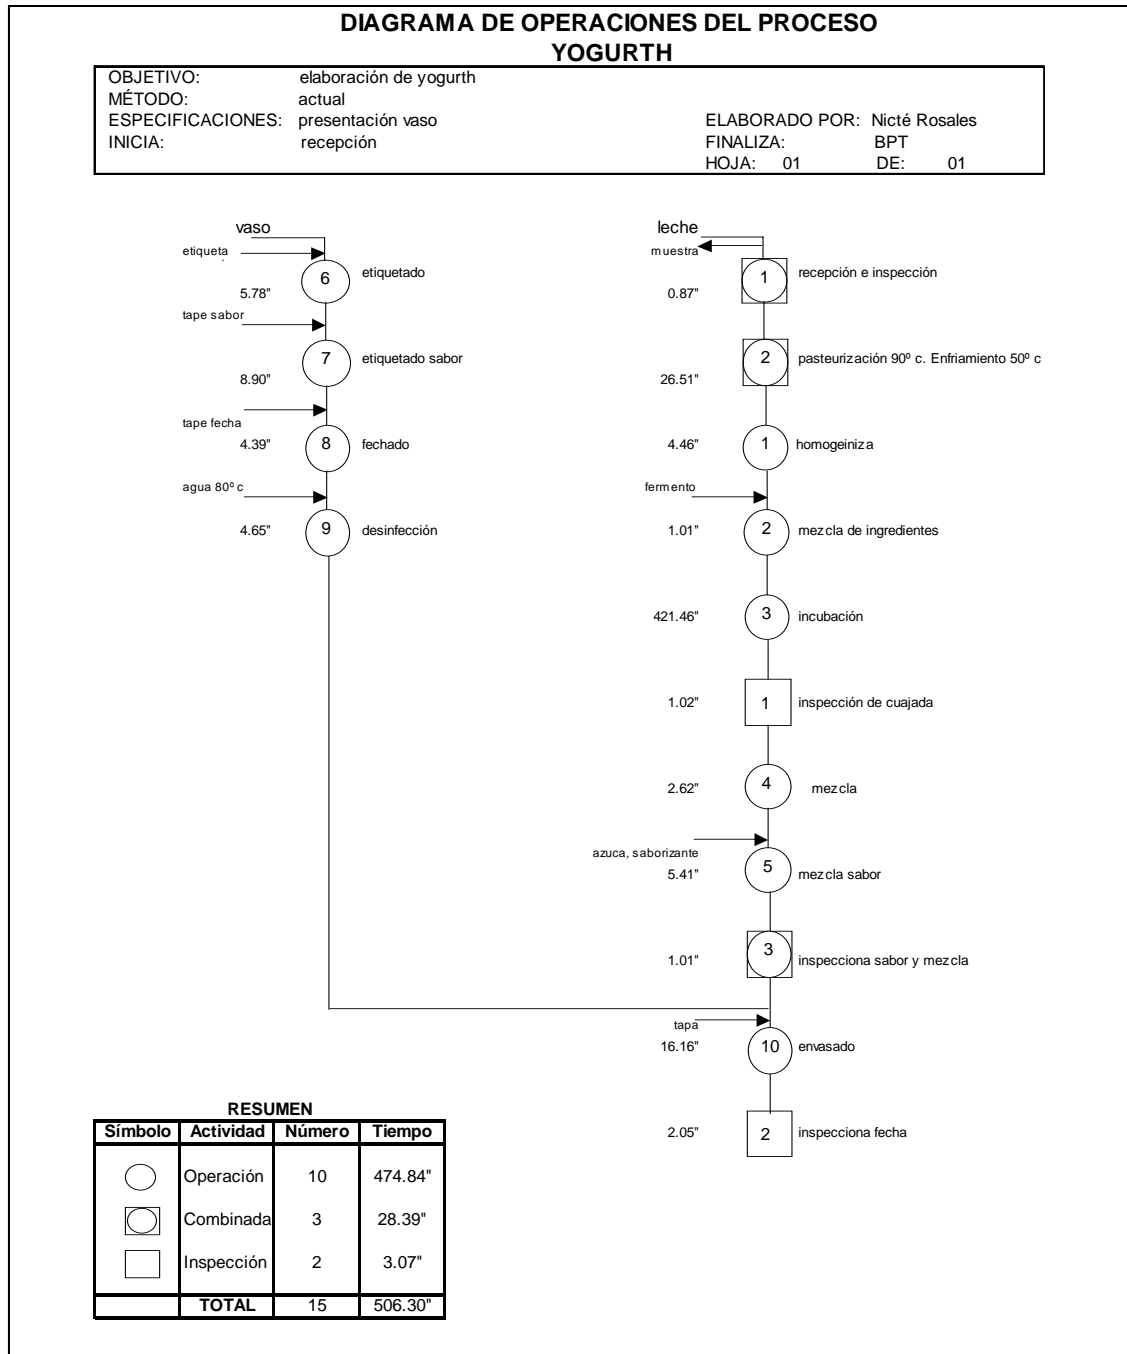 DIAGRAMA DE OPERACIONES DEL PROCESO
YOGURTH
OBJETIVO: elaboración de yogurth
MÉTODO: actual
ESPECIFICACIONES: presentación vaso
INICIA: recepción
ELABORADO POR: Nicté Rosales
FINALIZA: BPT
HOJA: 01 DE: 01
vaso
etiqueta
6 etiquetado
5.78"
tape sabor
7 etiquetado sabor
8.90"
tape fecha
4.39" 8 fechado
agua 80º c
4.65" 9 desinfección
leche
muestra
1 recepción e inspección
0.87"
2 pasteurización 90º c. Enfriamiento 50º c
26.51"
4.46" 1 homogeiniza
fermento
1.01" 2 mezcla de ingredientes
421.46" 3 incubación
1.02" 1 inspección de cuajada
2.62" 4 mezcla
azuca, saborizante
5.41" 5 mezcla sabor
1.01" 3 inspecciona sabor y mezcla
tapa
16.16" 10 envasado
2.05" 2 inspecciona fecha
RESUMEN
Símbolo Actividad Número Tiempo
Operación 10 474.84"
Combinada 3 28.39"
Inspección 2 3.07"
TOTAL 15 506.30"